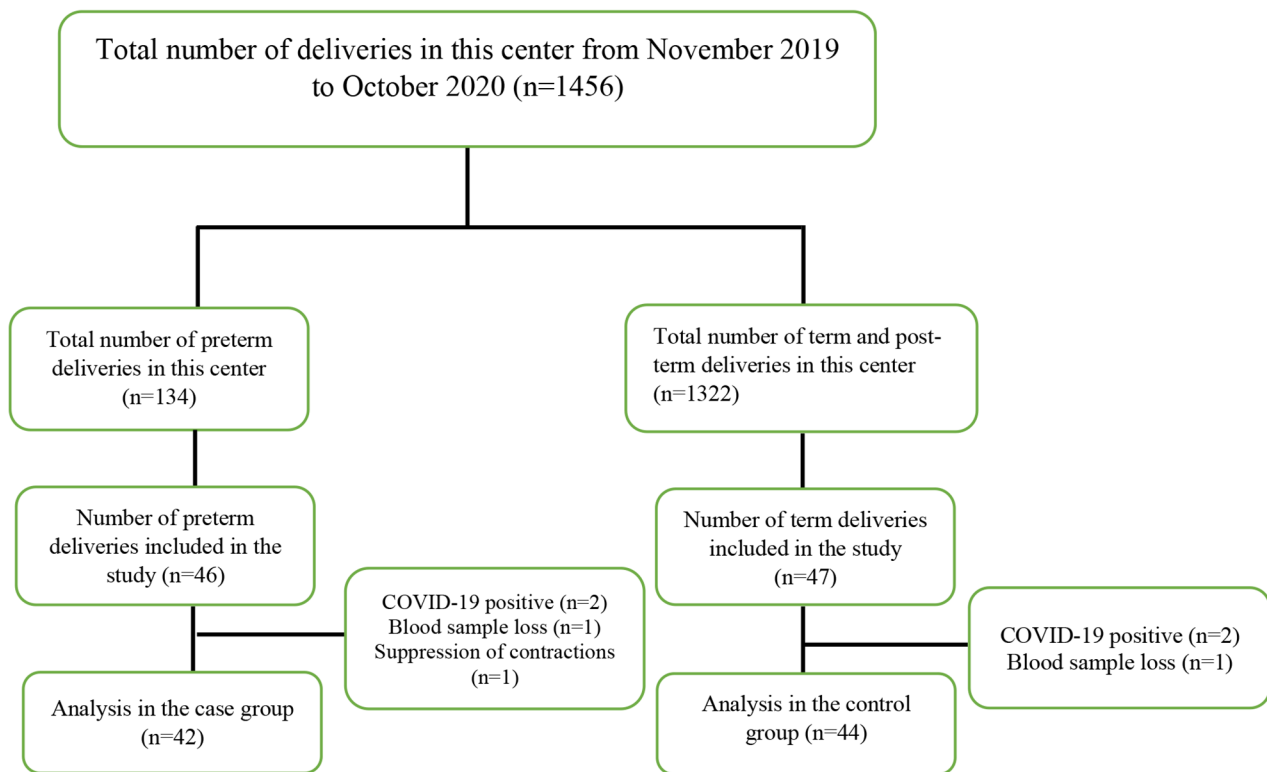 Total number of deliveries in this center from November 2019
to October 2020 (n=1456)
Total number of preterm
deliveries in this center
(n=134)
Total number of term and post-
term deliveries in this center
(n=1322)
Number of preterm
deliveries included in the
study (n=46)
Number of term deliveries
included in the study
(n=47)
COVID-19 positive (n=2)
Blood sample loss (n=1)
Suppression of contractions
(n=1)
COVID-19 positive (n=2)
Blood sample loss (n=1)
Analysis in the case group
(n=42)
Analysis in the control
group (n=44)